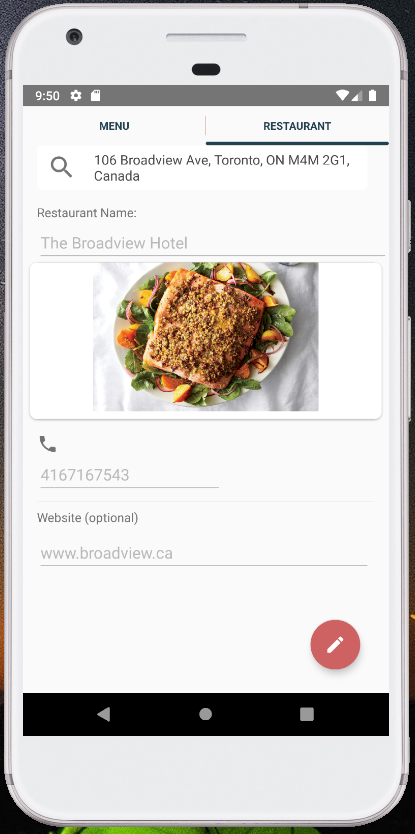 9:50
MENU
RESTAURANT
106 Broadview Ave, Toronto, ON M4M 2G1,
Canada
Restaurant Name:
The Broadview Hotel
4167167543
Website (optional)
www.broadview.ca